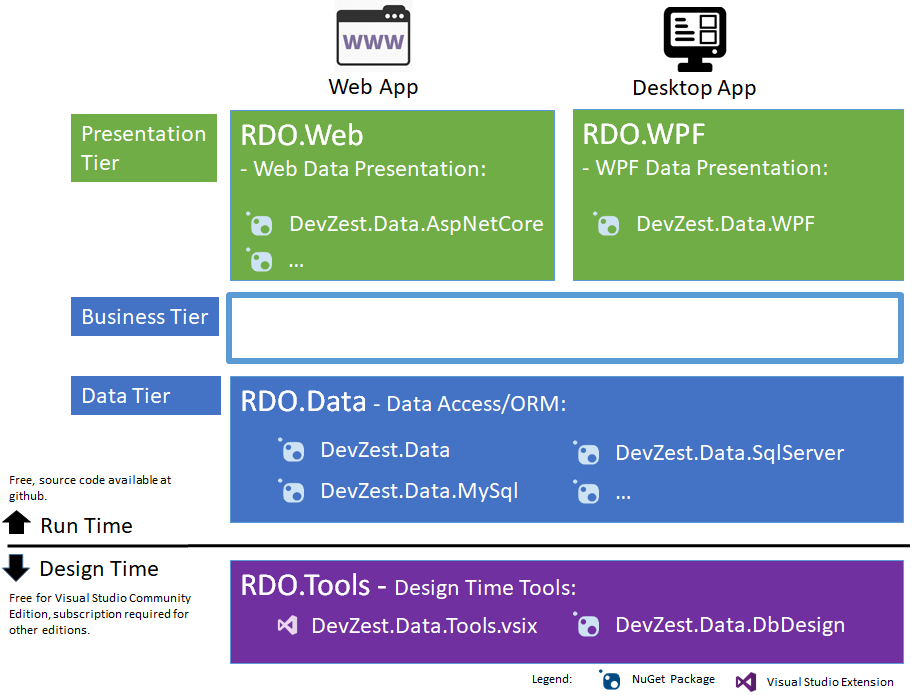 WWW
Web App
Desktop App
Presentation
Tier
RDO.Web
- Web Data Presentation:
DevZest.Data.AspNetCore
...
RDO.WPF
- WPF Data Presentation:
DevZest.Data.WPF
Business Tier
Data Tier
RDO.Data - Data Access/ORM:
DevZest.Data
DevZest.Data.SqlServer
DevZest.Data.MySql
...
Free, source code available at
github.
Run Time
Design Time
Free for Visual Studio Community
Edition, subscription required for
other editions.
RDO.Tools - Design Time Tools:
DevZest.Data.Tools.vsix
DevZest.Data.DbDesign
Legend:
NuGet Package
Visual Studio Extension